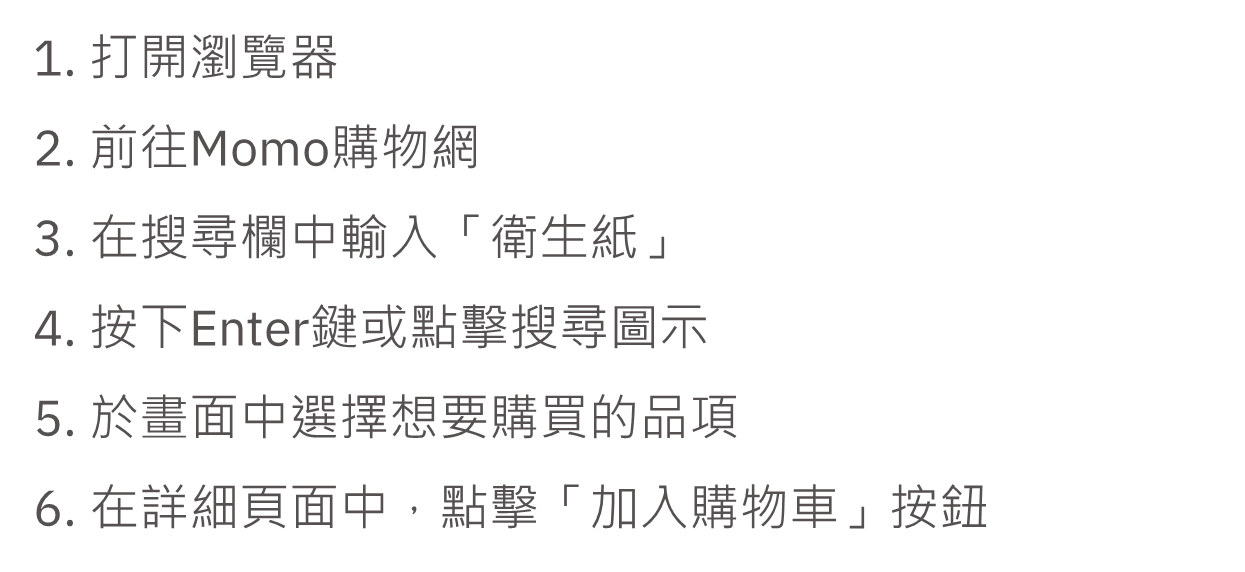 1. 打開瀏覽器
2. 前往Momo購物網
3. 在搜尋欄中輸入「衛生紙」
4. 按下Enter鍵或點擊搜尋圖示
5. 於畫面中選擇想要購買的品項
6. 在詳細頁面中，點擊「加入購物車」按鈕